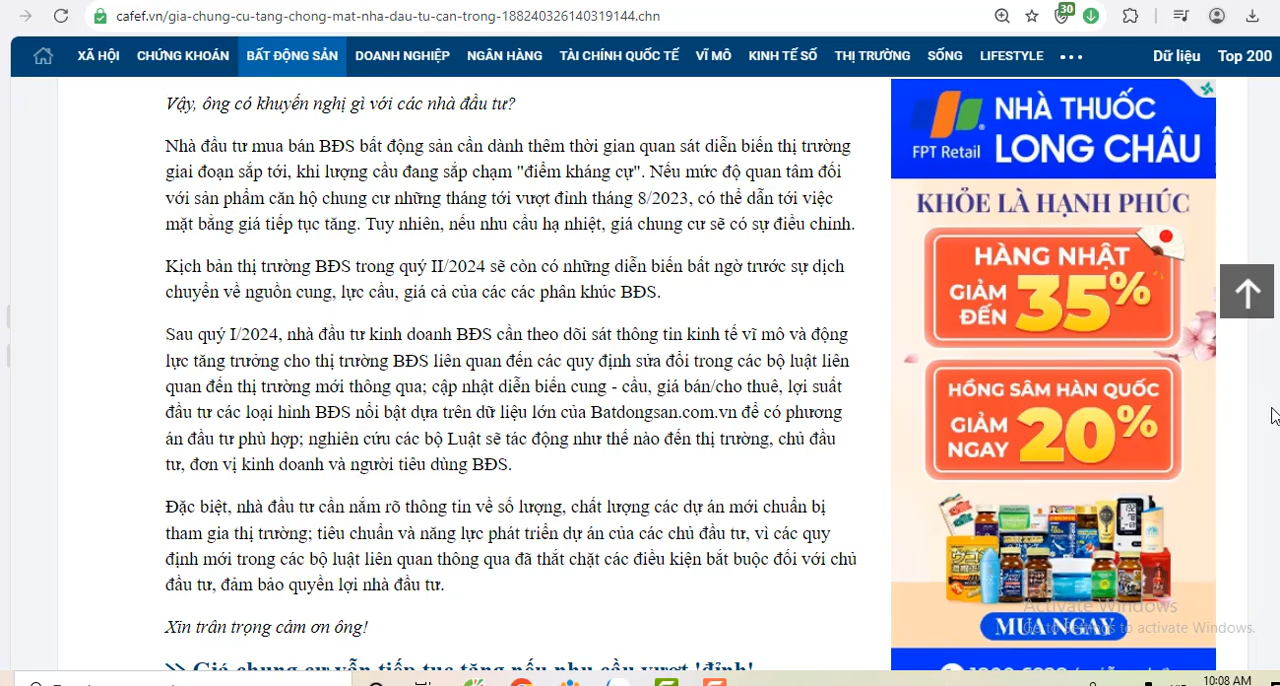 cafef.vn/gia-chung-cu-tang-chong-mat-nha-dau-tu-can-trong-188240326140319144.chn
30
XÃ HỘI CHỨNG KHOÁN BẤT ĐỘNG SẢN DOANH NGHIỆP NGÂN HÀNG TÀI CHÍNH QUỐC TẾ VĨ MÔ KINH TẾ SỐ THỊ TRƯỜNG SỐNG LIFESTYLE Dữ liệu Top 200
Vậy, ông có khuyến nghị gì với các nhà đầu tư?
Nhà đầu tư mua bán BĐS bất động sản cần dành thêm thời gian quan sát diễn biến thị trường
giai đoạn sắp tới, khi lượng cầu đang sắp chạm "điểm kháng cự". Nếu mức độ quan tâm đối
với sản phẩm căn hộ chung cư những tháng tới vượt đỉnh tháng 8/2023, có thể dẫn tới việc
mặt bằng giá tiếp tục tăng. Tuy nhiên, nếu nhu cầu hạ nhiệt, giá chung cư sẽ có sự điều chỉnh.
Kịch bản thị trường BĐS trong quý II/2024 sẽ còn có những diễn biến bất ngờ trước sự dịch
chuyển về nguồn cung, lực cầu, giá cả của các các phân khúc BĐS.
Sau quý I/2024, nhà đầu tư kinh doanh BĐS cần theo dõi sát thông tin kinh tế vĩ mô và động
lực tăng trưởng cho thị trường BĐS liên quan đến các quy định sửa đổi trong các bộ luật liên
quan đến thị trường mới thông qua; cập nhật diễn biến cung - cầu, giá bán/cho thuê, lợi suất
đầu tư các loại hình BĐS nổi bật dựa trên dữ liệu lớn của Batdongsan.com.vn để có phương
án đầu tư phù hợp; nghiên cứu các bộ Luật sẽ tác động như thế nào đến thị trường, chủ đầu
tư, đơn vị kinh doanh và người tiêu dùng BĐS.
Đặc biệt, nhà đầu tư cần nắm rõ thông tin về số lượng, chất lượng các dự án mới chuẩn bị
tham gia thị trường; tiêu chuẩn và năng lực phát triển dự án của các chủ đầu tư, vì các quy
định mới trong các bộ luật liên quan thông qua đã thắt chặt các điều kiện bắt buộc đối với chủ
đầu tư, đảm bảo quyền lợi nhà đầu tư.
Xin trân trọng cảm ơn ông!
>> Giá chung cư vẫn tiếp tục tăng nếu nhu cầu vượt 'đỉnh'
FPT Retail
NHÀ THUỐC
LONG CHÂU
KHỎE LÀ HẠNH PHÚC
HÀNG NHẬT
GIẢM ĐẾN 35%
HỒNG SÂM HÀN QUỐC
GIẢM NGAY 20%
MUA NGAY
Activate Windows
Go to Settings to activate Windows.
10:08 AM